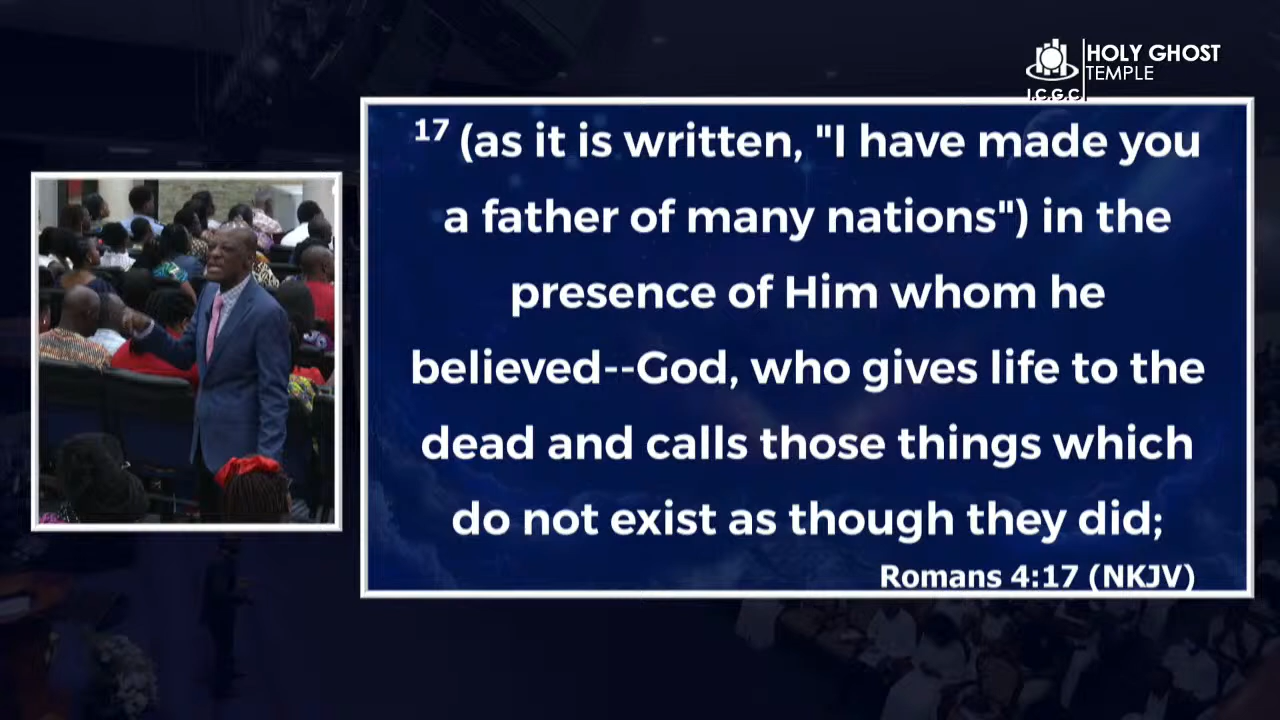 HOLY GHOST
TEMPLE
I.C.G.C
17 (as it is written, "I have made you
a father of many nations") in the
presence of Him whom he
believed--God, who gives life to the
dead and calls those things which
do not exist as though they did;
Romans 4:17 (NKJV)